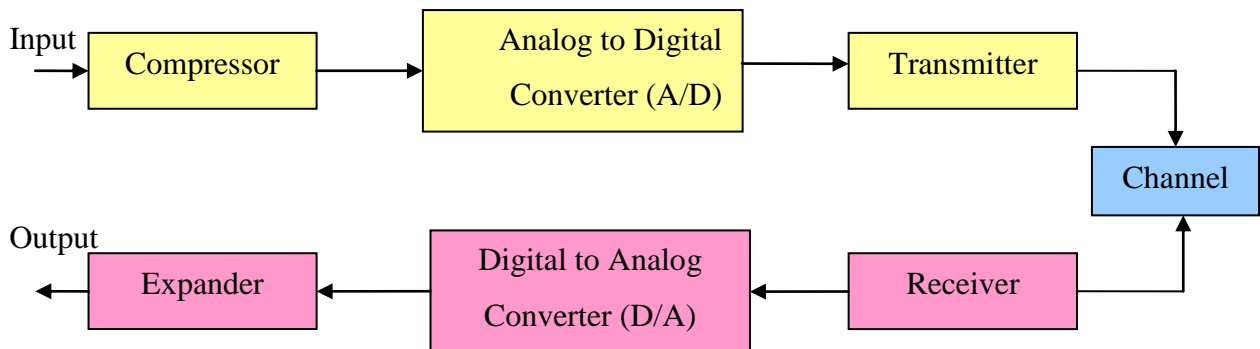 Input
Compressor
Analog to Digital
Converter (A/D)
Transmitter
Channel
Output
Expander
Digital to Analog
Converter (D/A)
Receiver